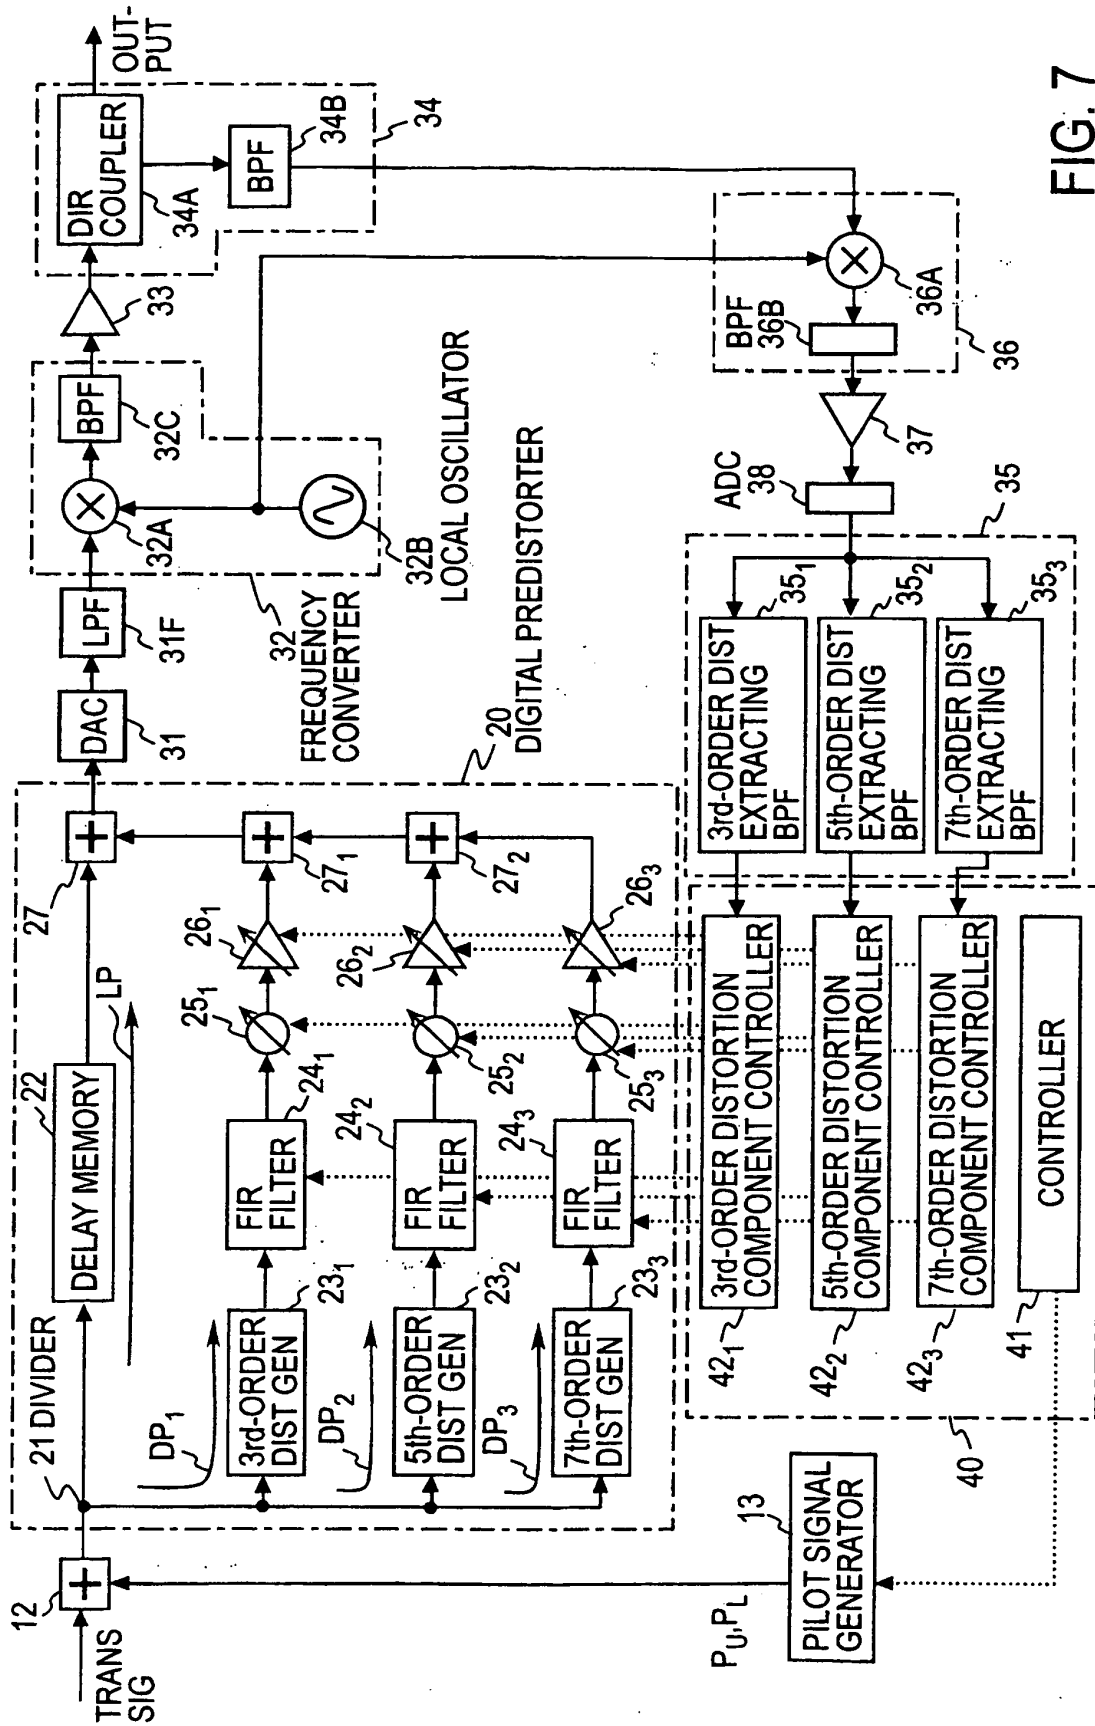 TRANS
SIG
12
21 DIVIDER
22
DELAY MEMORY
LP
27
DP1
3rd-ORDER
DIST GEN
23₁
FIR
FILTER
24₁
25₁
26₁
27₁
DP2
5th-ORDER
DIST GEN
23₂
FIR
FILTER
24₂
25₂
26₂
27₂
DP3
7th-ORDER
DIST GEN
23₃
FIR
FILTER
24₃
25₃
26₃
20
DIGITAL PREDISTORTER
DAC
31
LPF
31F
32
FREQUENCY
CONVERTER
32A
32B
LOCAL OSCILLATOR
BPF
32C
33
DIR
COUPLER
34A
BPF
34B
34
OUT-
PUT
36A
BPF
36B
36
37
ADC
38
35
3rd-ORDER DIST
EXTRACTING
BPF
35₁
5th-ORDER DIST
EXTRACTING
BPF
35₂
7th-ORDER DIST
EXTRACTING
BPF
35₃
3rd-ORDER DISTORTION
COMPONENT CONTROLLER
42₁
5th-ORDER DISTORTION
COMPONENT CONTROLLER
42₂
7th-ORDER DISTORTION
COMPONENT CONTROLLER
42₃
CONTROLLER
41
40
13
PILOT SIGNAL
GENERATOR
PU,PL
FIG. 7